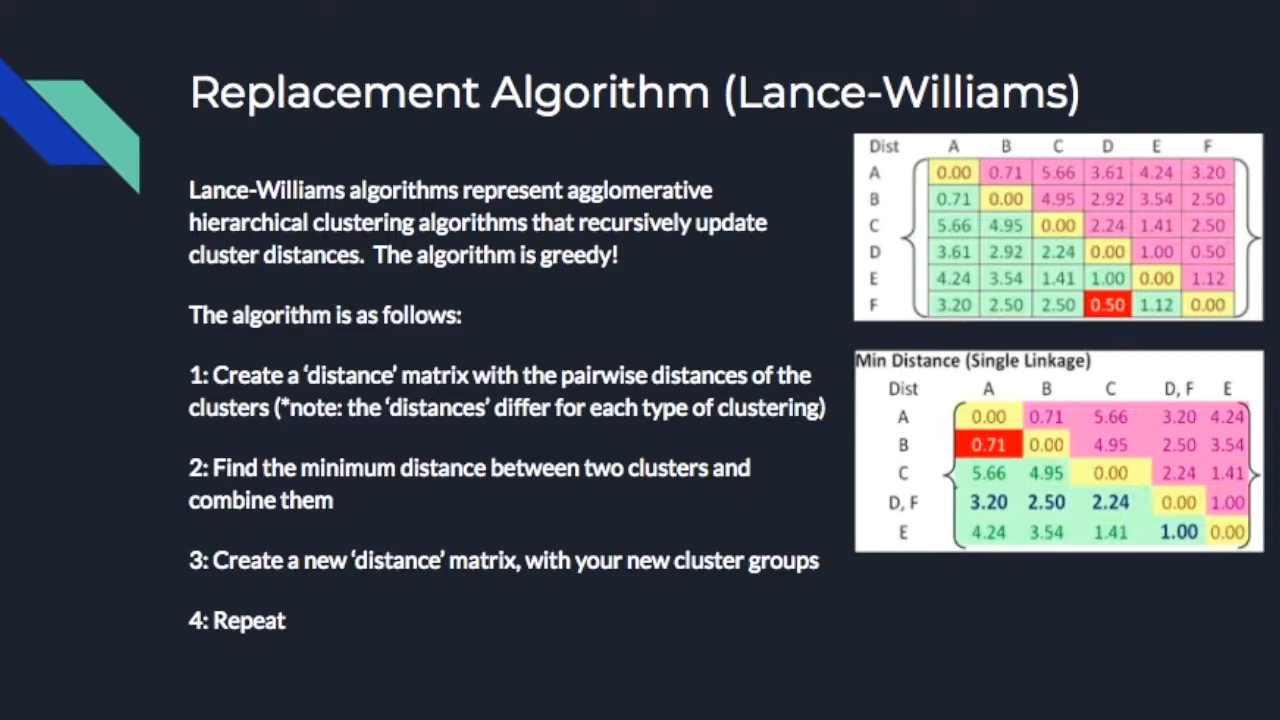 Replacement Algorithm (Lance-Williams)
Lance-Williams algorithms represent agglomerative
hierarchical clustering algorithms that recursively update
cluster distances. The algorithm is greedy!
The algorithm is as follows:
1: Create a ‘distance’ matrix with the pairwise distances of the
clusters (*note: the ‘distances’ differ for each type of clustering)
2: Find the minimum distance between two clusters and
combine them
3: Create a new ‘distance’ matrix, with your new cluster groups
4: Repeat
Dist A B C D E F
A 0.00 0.71 5.66 3.61 4.24 3.20
B 0.71 0.00 4.95 2.92 3.54 2.50
C 5.66 4.95 0.00 2.24 1.41 2.50
D 3.61 2.92 2.24 0.00 1.00 0.50
E 4.24 3.54 1.41 1.00 0.00 1.12
F 3.20 2.50 2.50 0.50 1.12 0.00
Min Distance (Single Linkage)
Dist A B C D, F E
A 0.00 0.71 5.66 3.20 4.24
B 0.71 0.00 4.95 2.50 3.54
C 5.66 4.95 0.00 2.24 1.41
D, F 3.20 2.50 2.24 0.00 1.00
E 4.24 3.54 1.41 1.00 0.00